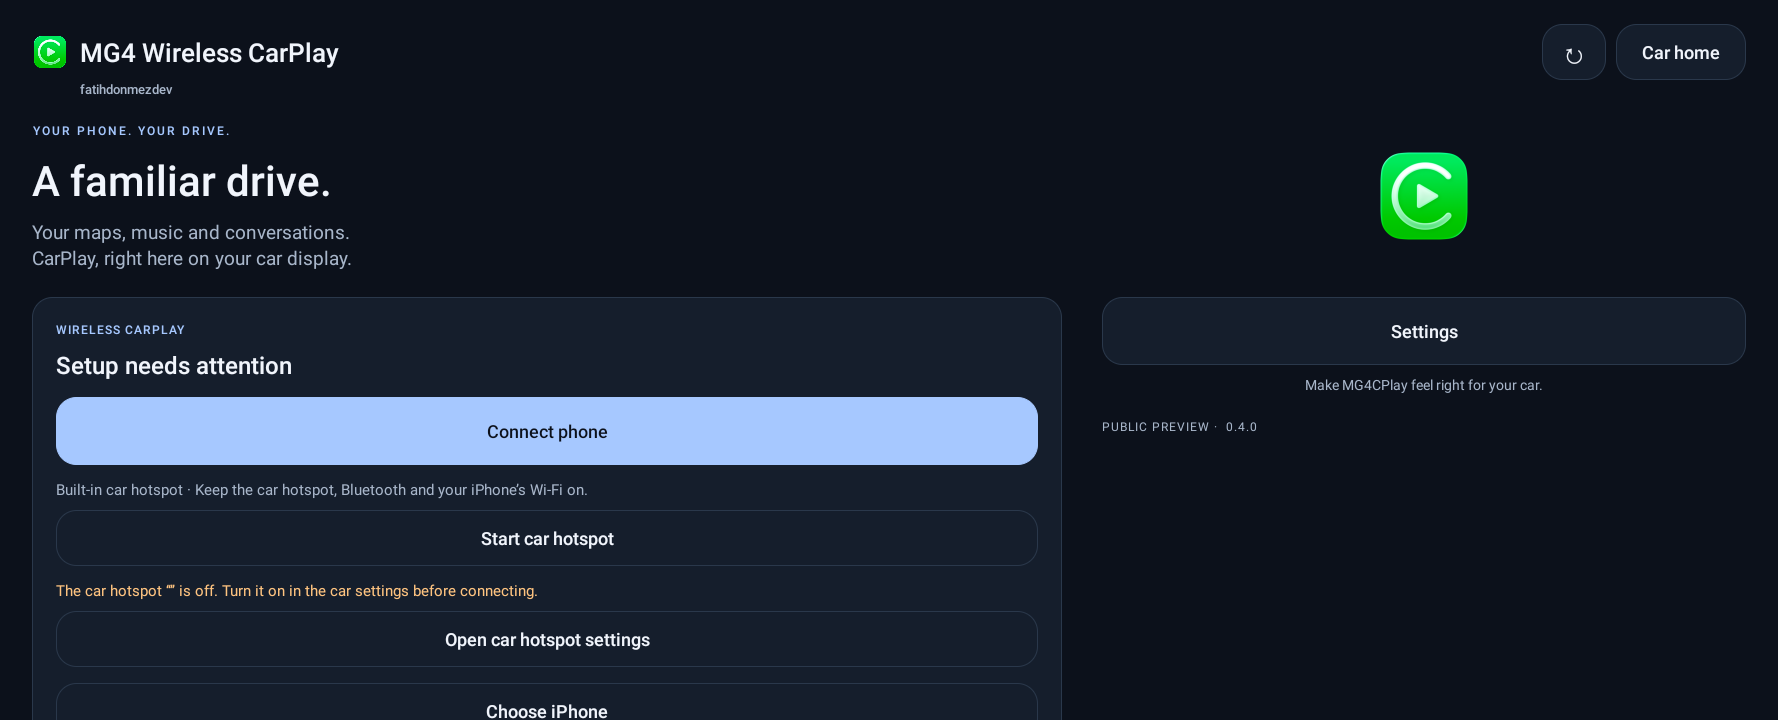 MG4 Wireless CarPlay
fatihdonmezdev
↻
Car home
YOUR PHONE. YOUR DRIVE.
A familiar drive.
Your maps, music and conversations.
CarPlay, right here on your car display.
WIRELESS CARPLAY
Setup needs attention
Connect phone
Built-in car hotspot · Keep the car hotspot, Bluetooth and your iPhone’s Wi-Fi on.
Start car hotspot
The car hotspot “” is off. Turn it on in the car settings before connecting.
Open car hotspot settings
Choose iPhone
Settings
Make MG4CPlay feel right for your car.
PUBLIC PREVIEW · 0.4.0